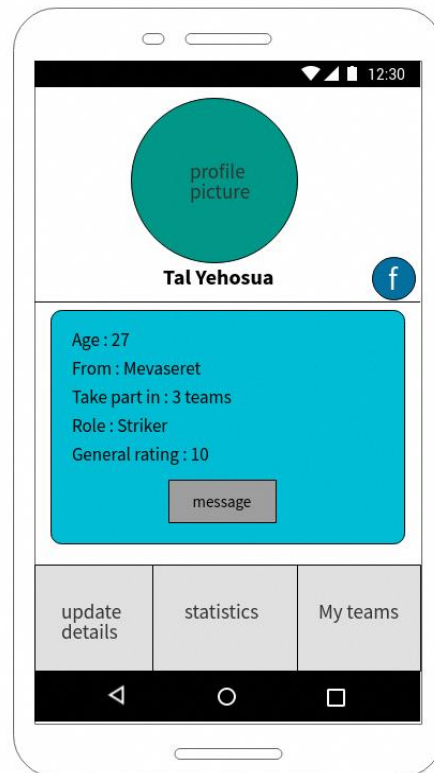 12:30
profile
picture
Tal Yehosua
f
Age : 27
From : Mevaseret
Take part in : 3 teams
Role : Striker
General rating : 10
message
update
details
statistics
My teams